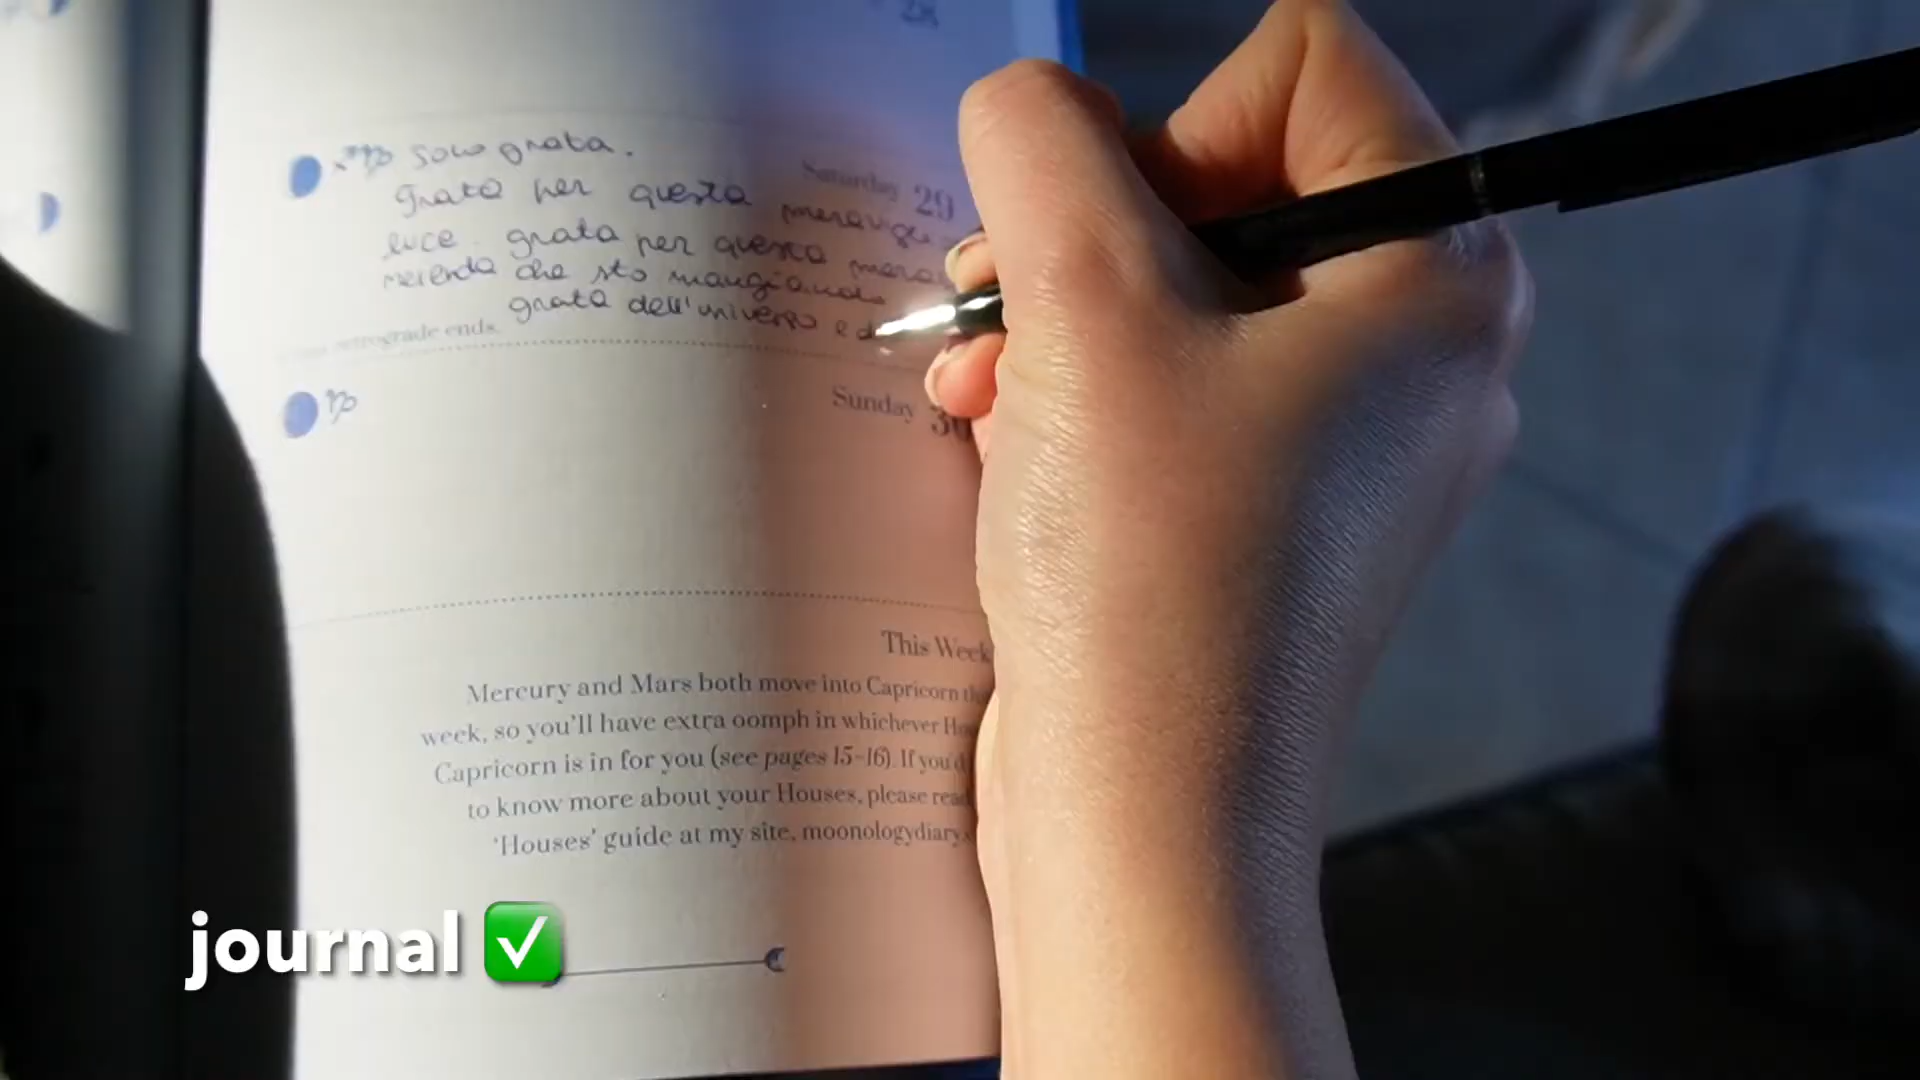 28
sono grata.
Saturday 29
grata per questa
luce. grata per questa
merenda che sto mangiando
grata dell'universo e d
retrograde ends.
Sunday 30
This Week
Mercury and Mars both move into Capricorn
week, so you'll have extra oomph in whichever
Capricorn is in for you (see pages 15-16). If you
to know more about your Houses, please read
'Houses' guide at my site, moonologydiary.
journal ✅